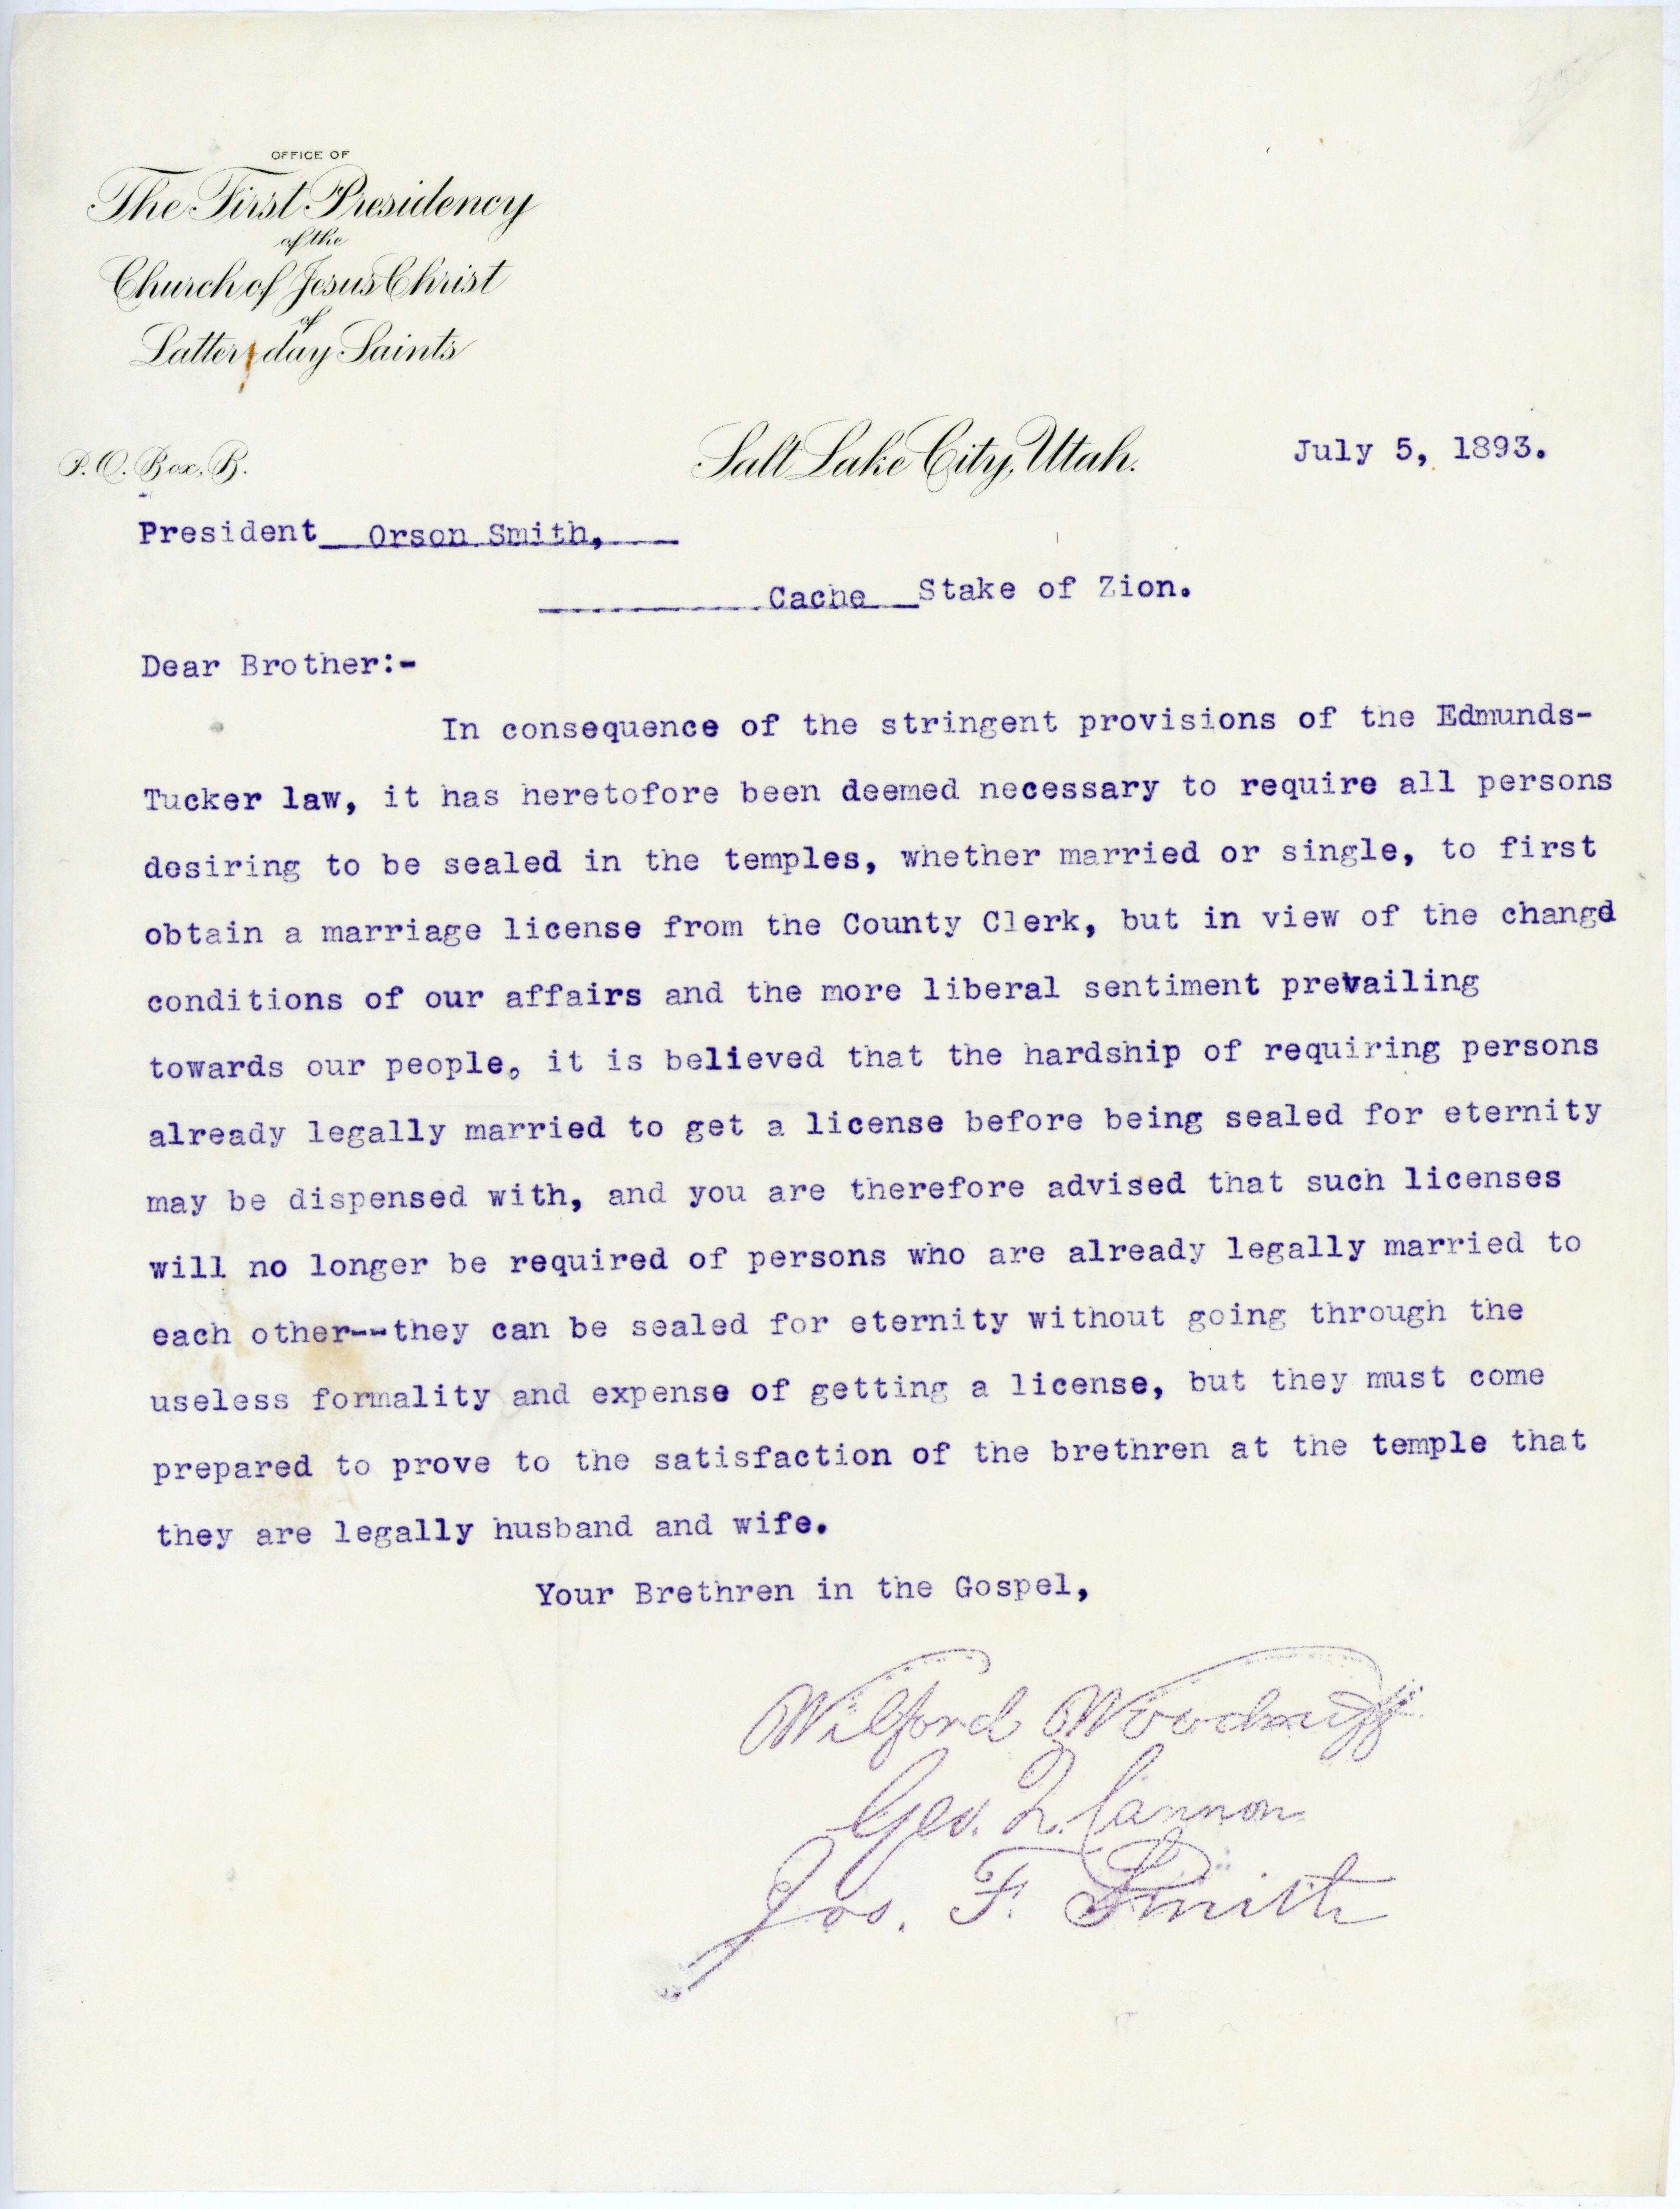 OFFICE OF
The First Presidency
of the
Church of Jesus Christ
of
Latter-day Saints
P. O. Box, B.
Salt Lake City, Utah. July 5, 1893.
President Orson Smith,
Cache Stake of Zion.
Dear Brother:-
In consequence of the stringent provisions of the Edmunds-
Tucker law, it has heretofore been deemed necessary to require all persons
desiring to be sealed in the temples, whether married or single, to first
obtain a marriage license from the County Clerk, but in view of the changd
conditions of our affairs and the more liberal sentiment prevailing
towards our people, it is believed that the hardship of requiring persons
already legally married to get a license before being sealed for eternity
may be dispensed with, and you are therefore advised that such licenses
will no longer be required of persons who are already legally married to
each other--they can be sealed for eternity without going through the
useless formality and expense of getting a license, but they must come
prepared to prove to the satisfaction of the brethren at the temple that
they are legally husband and wife.
Your Brethren in the Gospel,
Wilford Woodruff
Geo. Q. Cannon
Jos. F. Smith